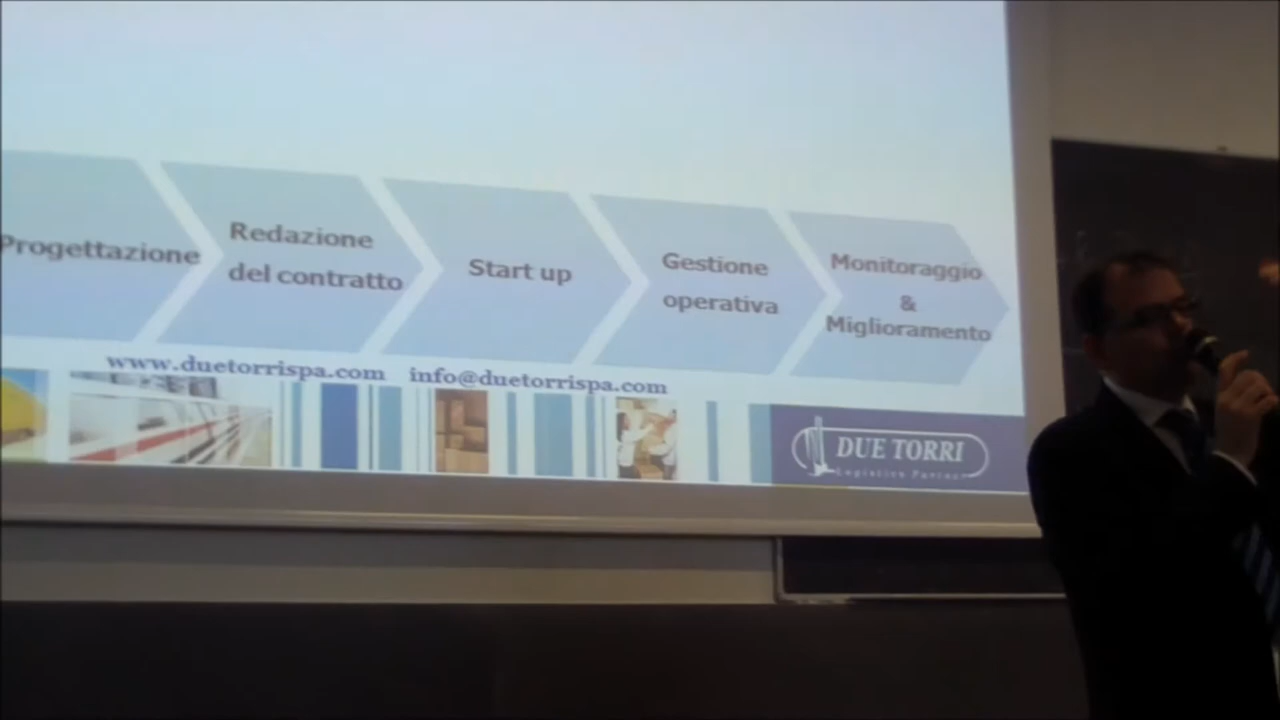 Progettazione
Redazione
del contratto
Start up
Gestione
operativa
Monitoraggio
&
Miglioramento
www.duetorrispa.com info@duetorrispa.com
DUE TORRI
Logistics Partner